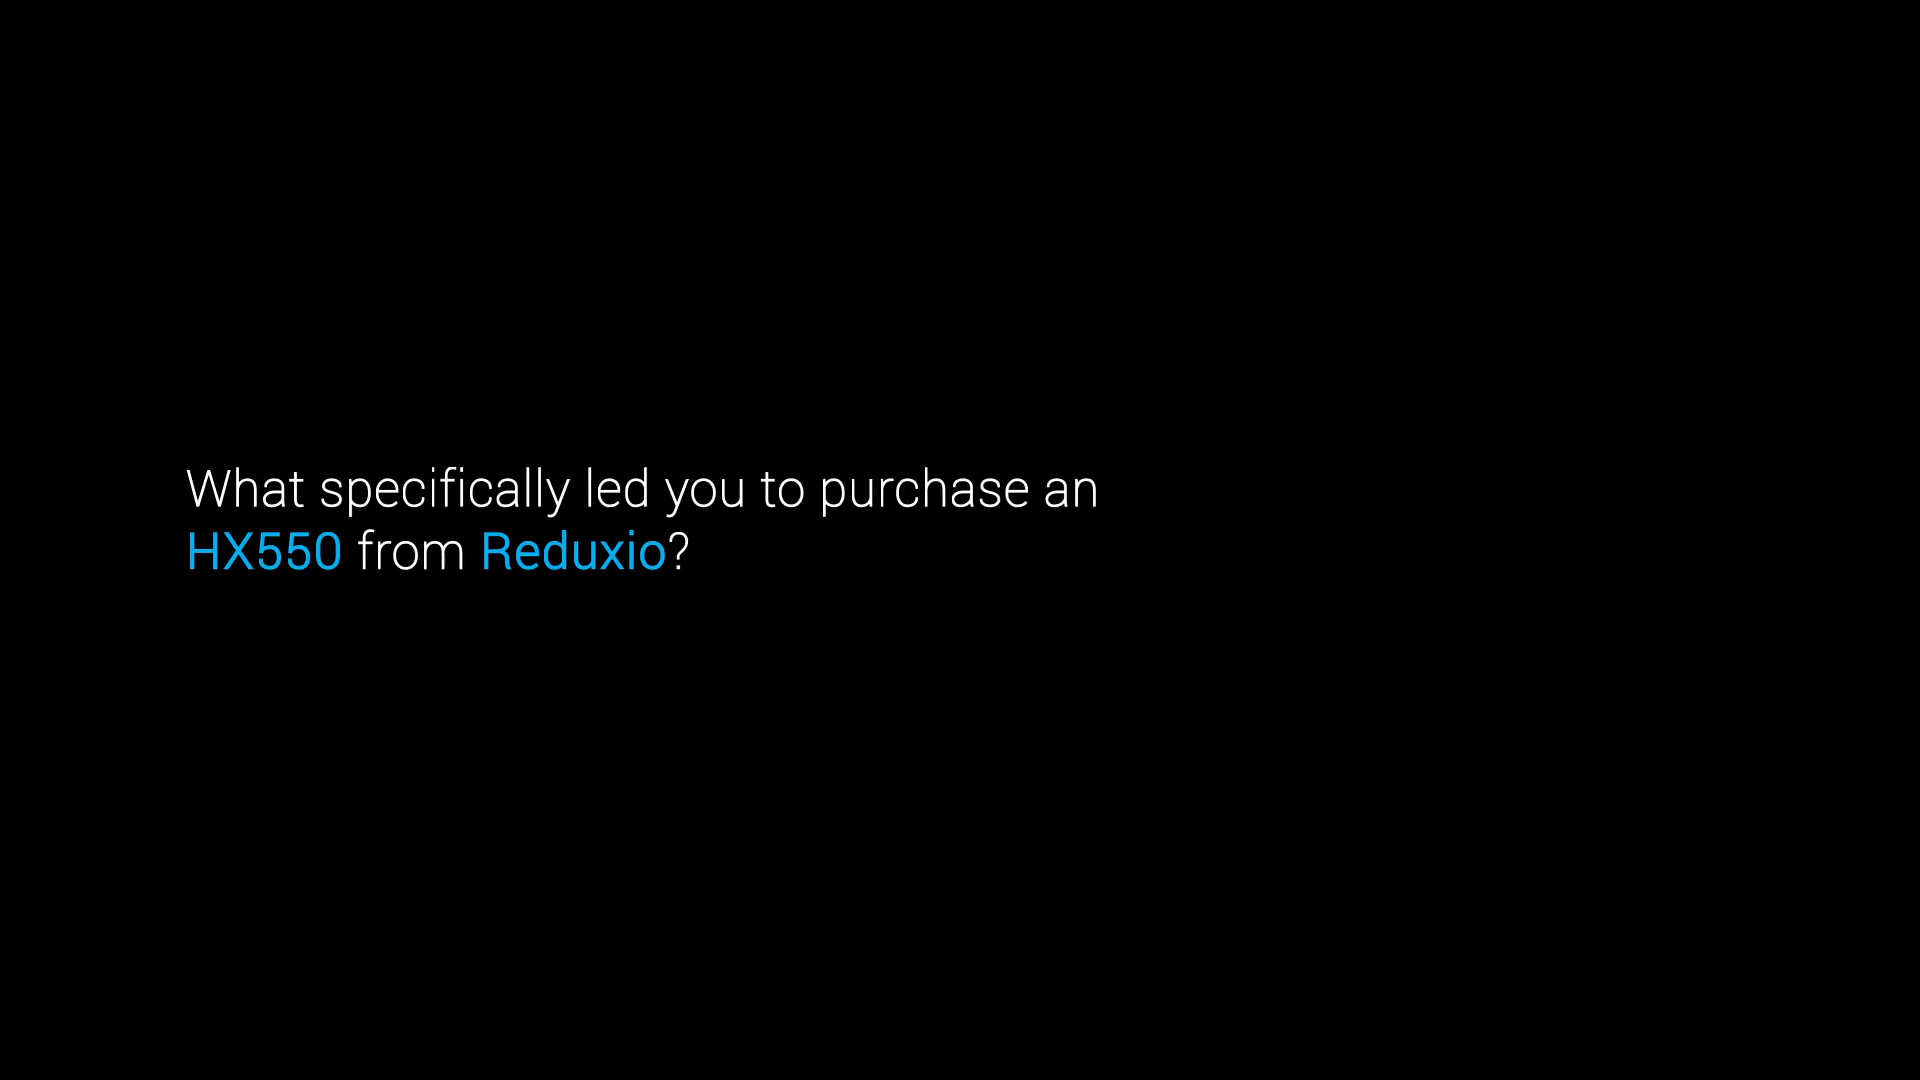 What specifically led you to purchase an
HX550 from Reduxio?